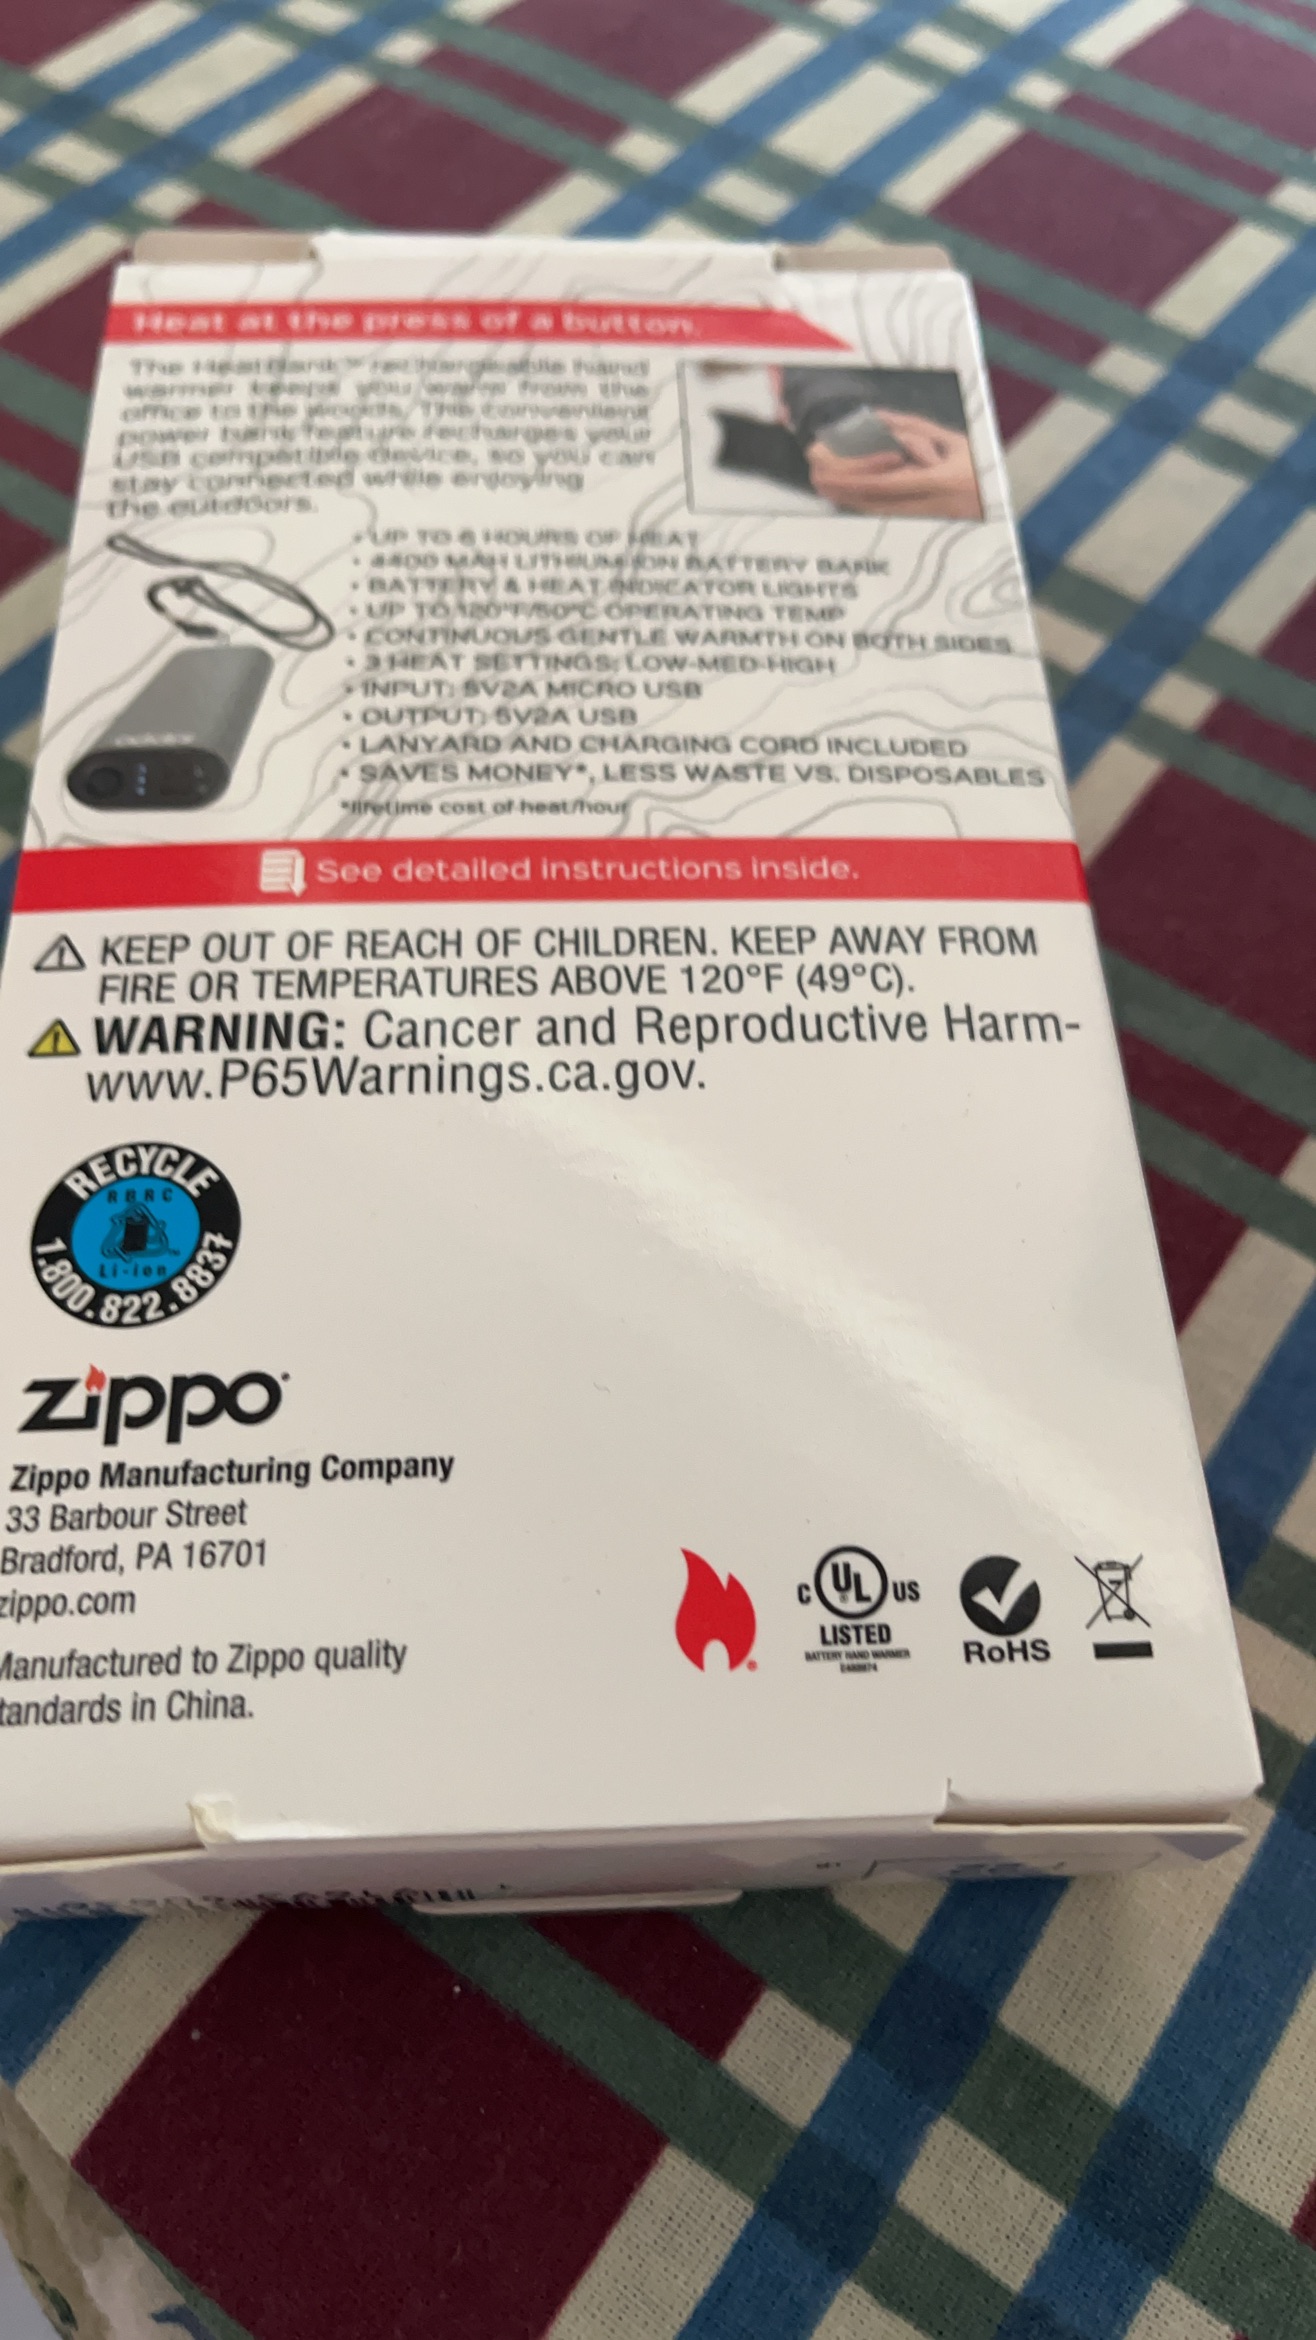 Heat at the press of a button.
The HeatBank™ rechargeable hand
warmer keeps you warm from the
office to the woods. This convenient
power bank feature recharges your
USB compatible device, so you can
stay connected while enjoying
the outdoors.
• UP TO 6 HOURS OF HEAT
• 4400 MAH LITHIUM-ION BATTERY BANK
• BATTERY & HEAT INDICATOR LIGHTS
• UP TO 120°F/50°C OPERATING TEMP
• CONTINUOUS GENTLE WARMTH ON BOTH SIDES
• 3 HEAT SETTINGS: LOW-MED-HIGH
• INPUT: 5V2A MICRO USB
• OUTPUT: 5V2A USB
• LANYARD AND CHARGING CORD INCLUDED
• SAVES MONEY*, LESS WASTE VS. DISPOSABLES
*lifetime cost of heat/hour
See detailed instructions inside.
KEEP OUT OF REACH OF CHILDREN. KEEP AWAY FROM
FIRE OR TEMPERATURES ABOVE 120°F (49°C).
WARNING: Cancer and Reproductive Harm-
www.P65Warnings.ca.gov.
RECYCLE
RBRC
Li-ion
1.800.822.8837
zippo
Zippo Manufacturing Company
33 Barbour Street
Bradford, PA 16701
zippo.com
Manufactured to Zippo quality
standards in China.
C UL US
LISTED
BATTERY HAND WARMER
RoHS